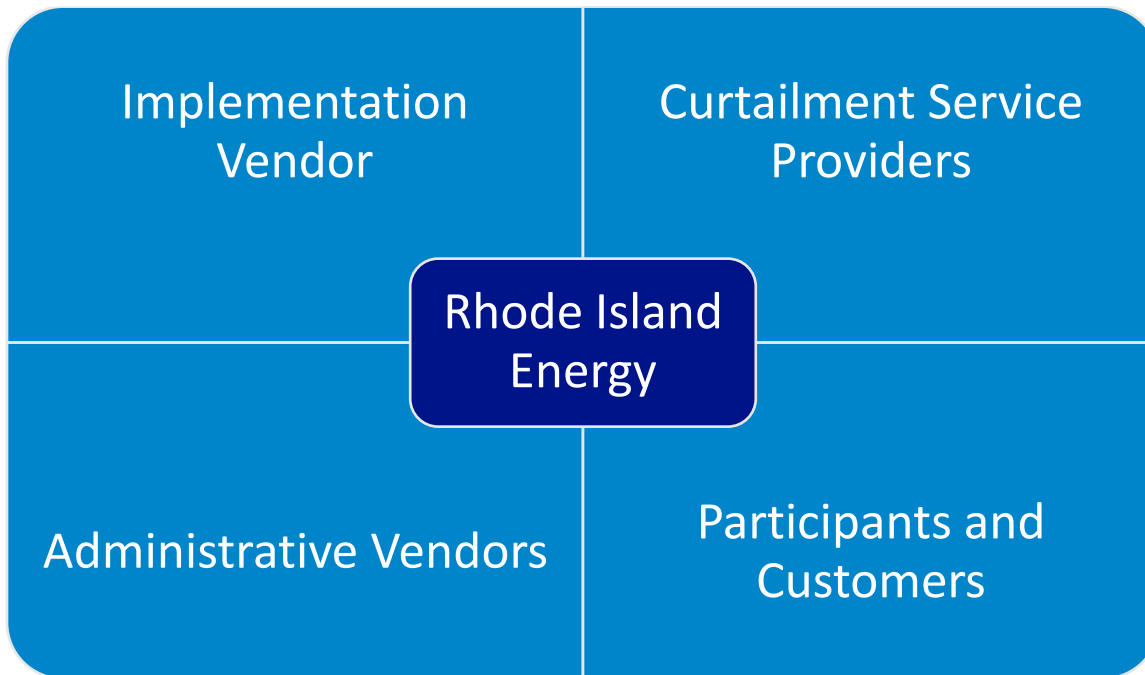 Implementation
Vendor
Curtailment Service
Providers
Rhode Island
Energy
Administrative Vendors
Participants and
Customers